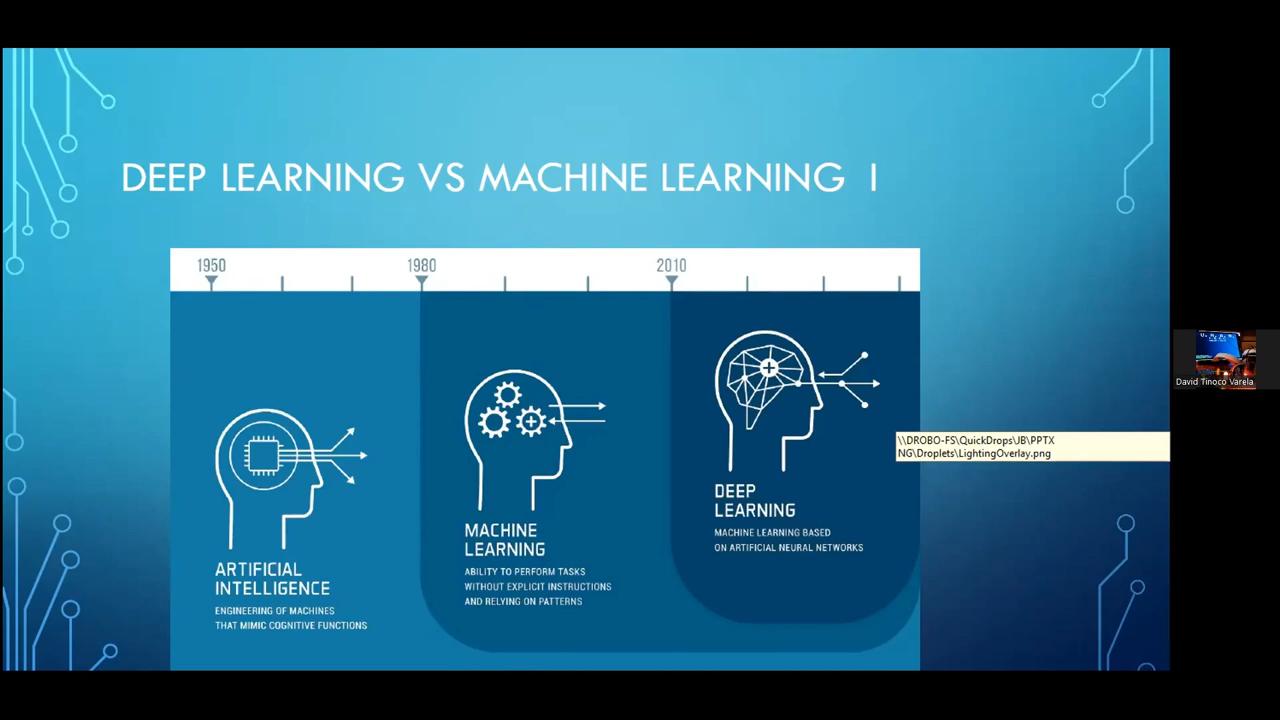 DEEP LEARNING VS MACHINE LEARNING I
1950
1980
2010
ARTIFICIAL
INTELLIGENCE
ENGINEERING OF MACHINES
THAT MIMIC COGNITIVE FUNCTIONS
MACHINE
LEARNING
ABILITY TO PERFORM TASKS
WITHOUT EXPLICIT INSTRUCTIONS
AND RELYING ON PATTERNS
DEEP
LEARNING
MACHINE LEARNING BASED
ON ARTIFICIAL NEURAL NETWORKS
\\DROBO-FS\QuickDrops\JB\PPTX
NG\Droplets\LightingOverlay.png
David Tinoco Varela